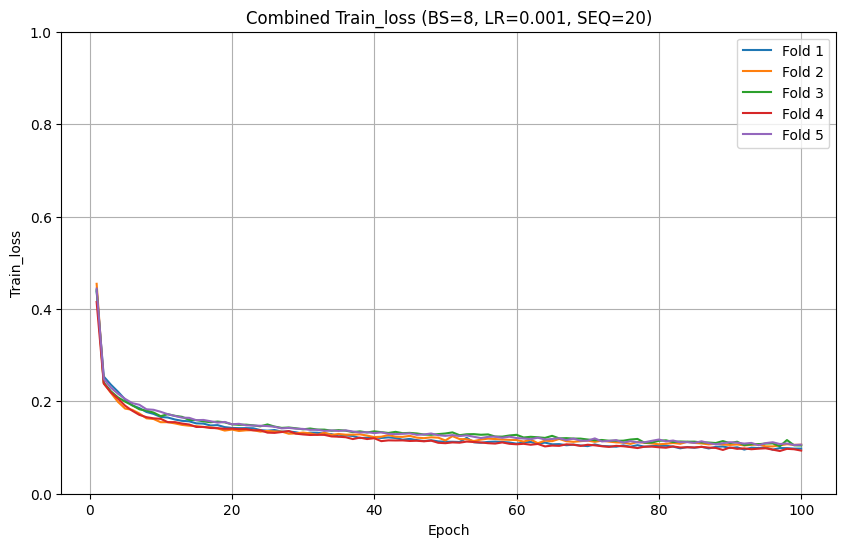 Combined Train_loss (BS=8, LR=0.001, SEQ=20)
1.0
0.8
0.6
0.4
0.2
0.0
Train_loss
0 20 40 60 80 100
Epoch
Fold 1
Fold 2
Fold 3
Fold 4
Fold 5